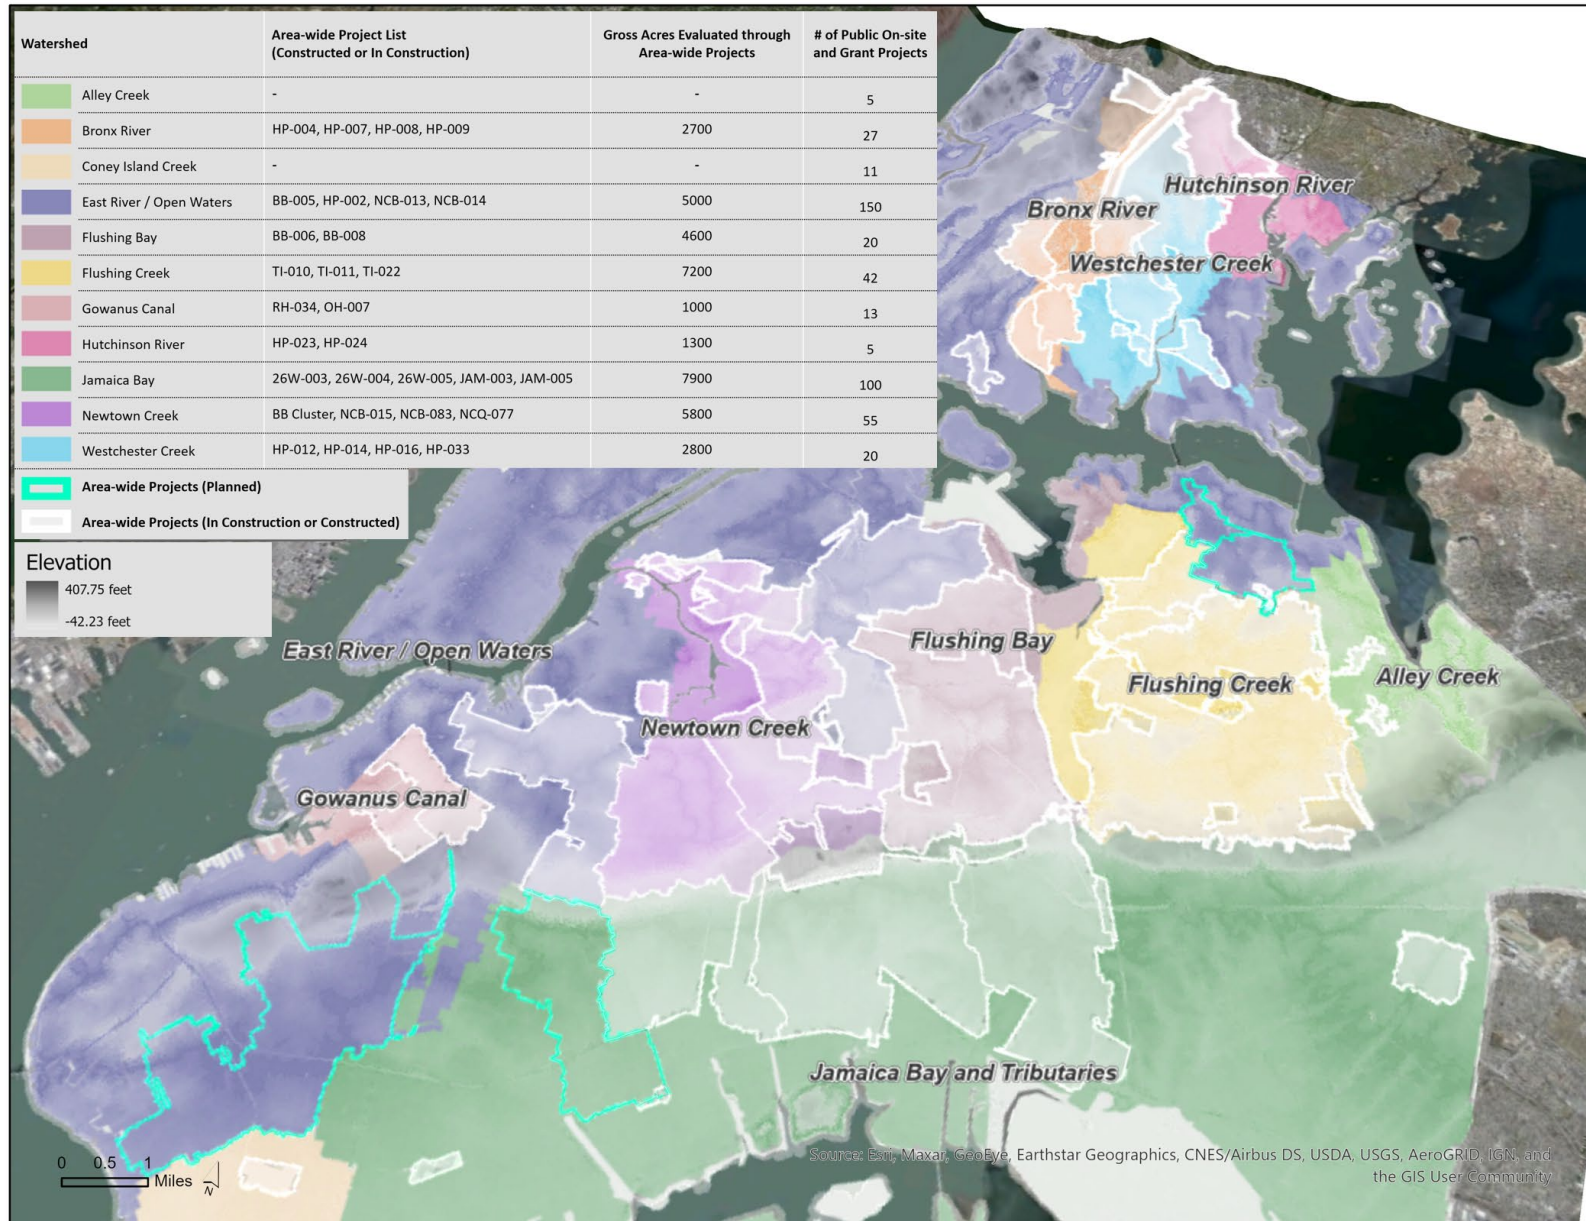 Watershed
Area-wide Project List
(Constructed or In Construction)
Gross Acres Evaluated through
Area-wide Projects
# of Public On-site
and Grant Projects
Alley Creek - - 5
Bronx River HP-004, HP-007, HP-008, HP-009 2700 27
Coney Island Creek - - 11
East River / Open Waters BB-005, HP-002, NCB-013, NCB-014 5000 150
Flushing Bay BB-006, BB-008 4600 20
Flushing Creek TI-010, TI-011, TI-022 7200 42
Gowanus Canal RH-034, OH-007 1000 13
Hutchinson River HP-023, HP-024 1300 5
Jamaica Bay 26W-003, 26W-004, 26W-005, JAM-003, JAM-005 7900 100
Newtown Creek BB Cluster, NCB-015, NCB-083, NCQ-077 5800 55
Westchester Creek HP-012, HP-014, HP-016, HP-033 2800 20
Area-wide Projects (Planned)
Area-wide Projects (In Construction or Constructed)
Elevation
407.75 feet
-42.23 feet
Hutchinson River
Bronx River
Westchester Creek
East River / Open Waters
Flushing Bay
Flushing Creek
Alley Creek
Newtown Creek
Gowanus Canal
Jamaica Bay and Tributaries
0 0.5 1
Miles
N
Source: Esri, Maxar, GeoEye, Earthstar Geographics, CNES/Airbus DS, USDA, USGS, AeroGRID, IGN, and
the GIS User Community